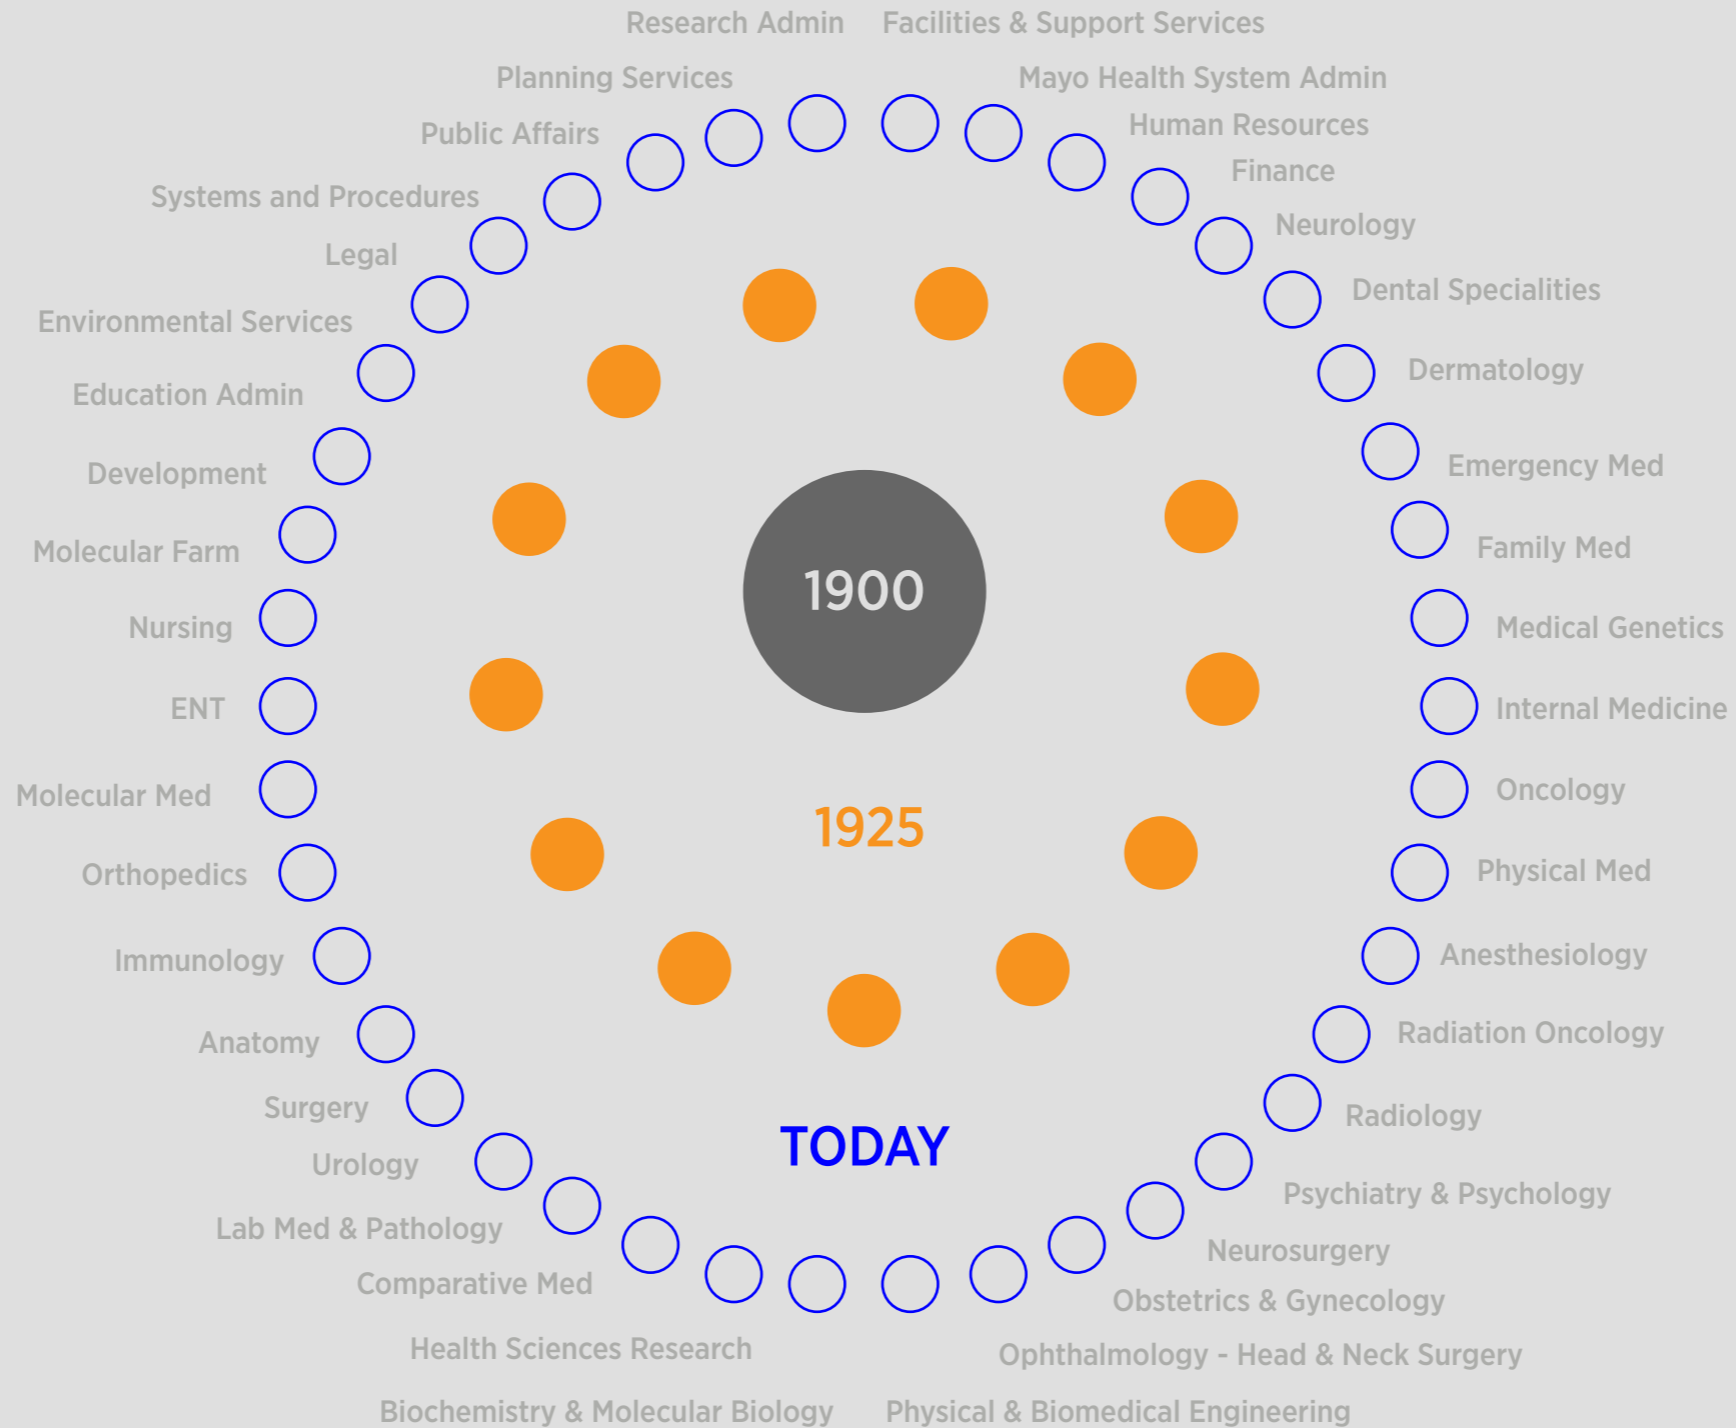 Research Admin
Facilities & Support Services
Planning Services
Mayo Health System Admin
Public Affairs
Human Resources
Finance
Systems and Procedures
Neurology
Legal
Dental Specialities
Environmental Services
Dermatology
Education Admin
Emergency Med
Development
Family Med
Molecular Farm
1900
Nursing
Medical Genetics
ENT
Internal Medicine
Molecular Med
Oncology
1925
Orthopedics
Physical Med
Immunology
Anesthesiology
Anatomy
Radiation Oncology
Surgery
Radiology
TODAY
Urology
Psychiatry & Psychology
Lab Med & Pathology
Neurosurgery
Comparative Med
Obstetrics & Gynecology
Health Sciences Research
Ophthalmology - Head & Neck Surgery
Biochemistry & Molecular Biology
Physical & Biomedical Engineering